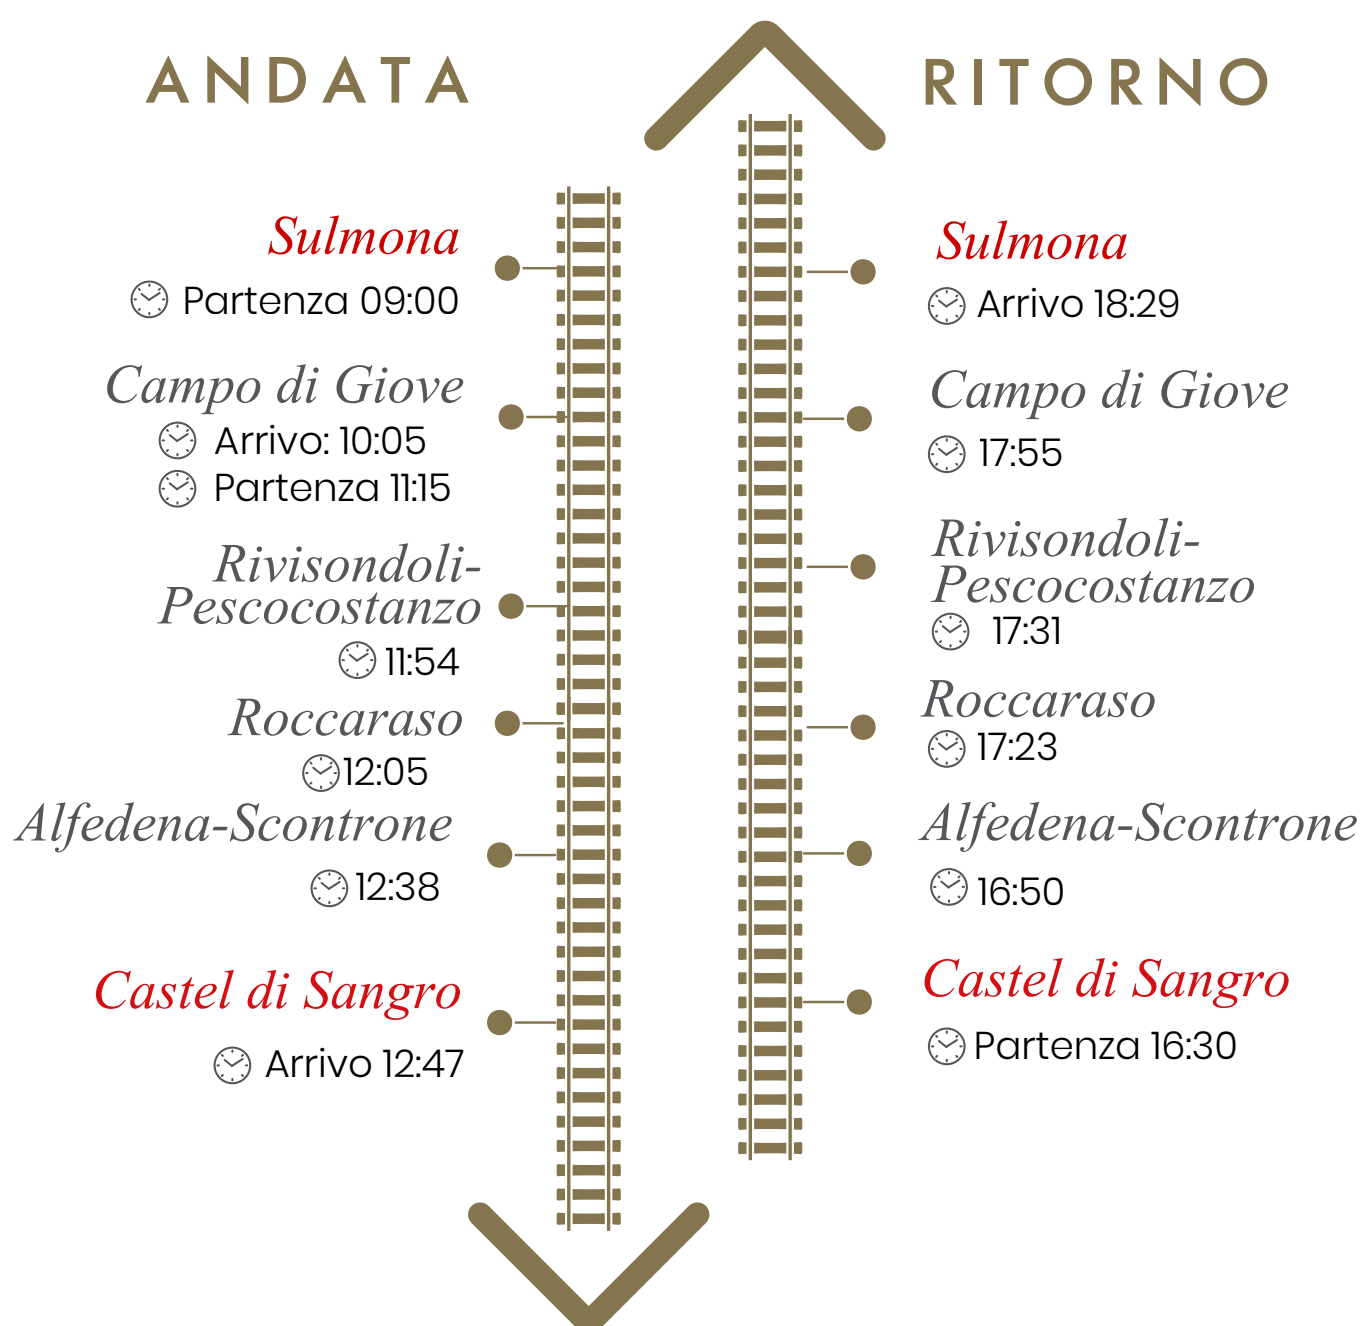 ANDATA
Sulmona
Partenza 09:00
Campo di Giove
Arrivo: 10:05
Partenza 11:15
Rivisondoli-
Pescocostanzo
11:54
Roccaraso
12:05
Alfedena-Scontrone
12:38
Castel di Sangro
Arrivo 12:47
RITORNO
Sulmona
Arrivo 18:29
Campo di Giove
17:55
Rivisondoli-
Pescocostanzo
17:31
Roccaraso
17:23
Alfedena-Scontrone
16:50
Castel di Sangro
Partenza 16:30